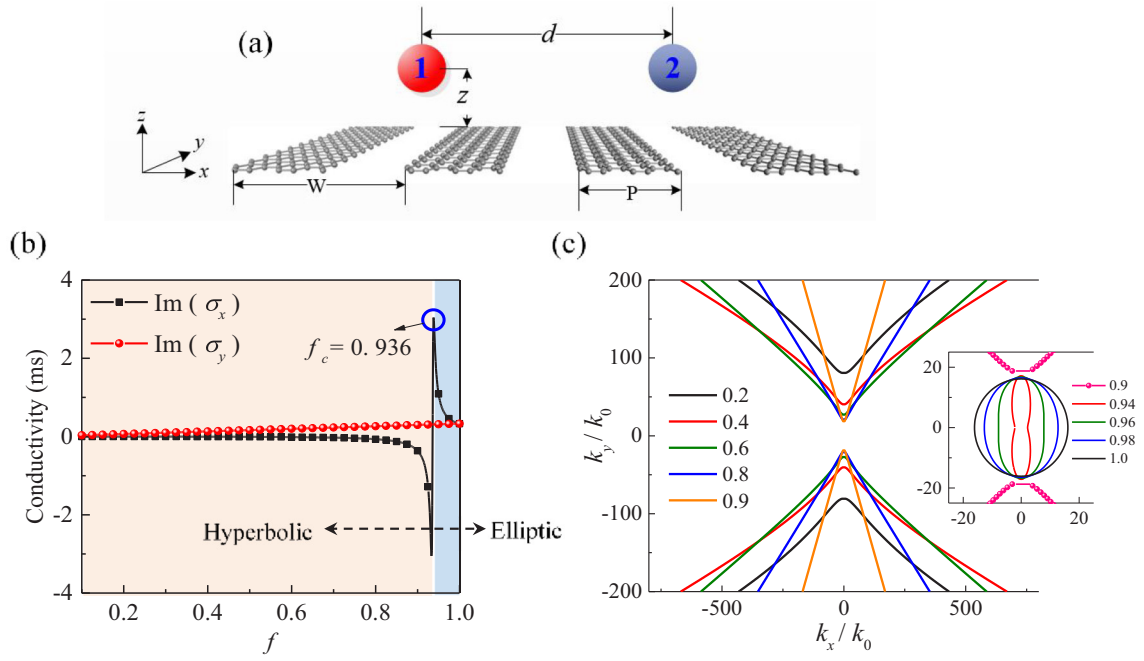 (a)
d
1
2
z
z
y
x
W
P
(b)
4
2
0
-2
-4
Conductivity (ms)
Im ( σx )
Im ( σy )
fc = 0. 936
Hyperbolic
Elliptic
0.2 0.4 0.6 0.8 1.0
f
(c)
200
100
0
-100
-200
ky / k0
0.2
0.4
0.6
0.8
0.9
20
0
-20
-20 0 20
0.9
0.94
0.96
0.98
1.0
-500 0 500
kx / k0